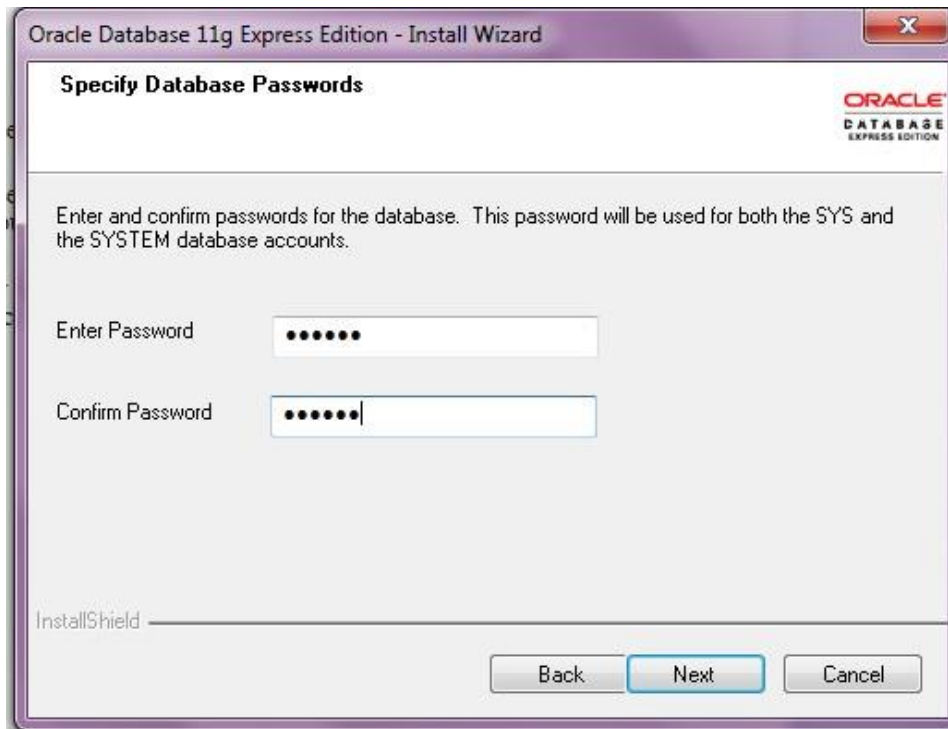 Oracle Database 11g Express Edition - Install Wizard
Specify Database Passwords
ORACLE
DATABASE
EXPRESS EDITION
Enter and confirm passwords for the database. This password will be used for both the SYS and
the SYSTEM database accounts.
Enter Password ●●●●●●
Confirm Password ●●●●●●
InstallShield
Back Next Cancel